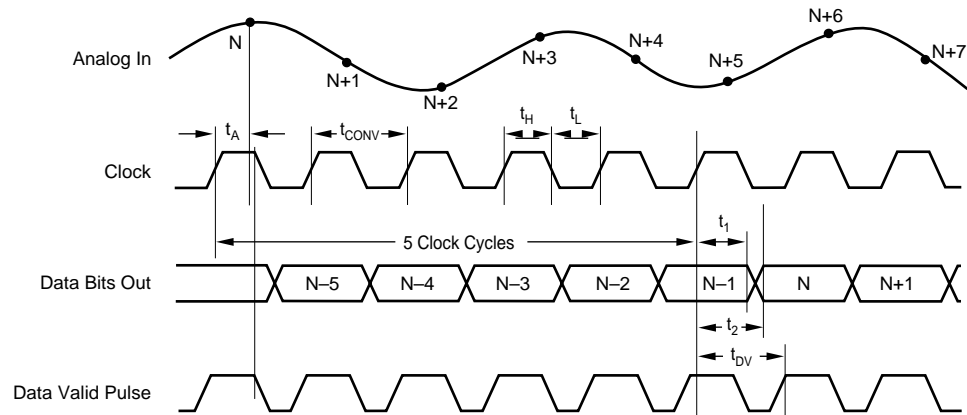 Analog In
N
N+1
N+2
N+3
N+4
N+5
N+6
N+7
Clock
tA
tCONV
tH
tL
5 Clock Cycles
t1
Data Bits Out
N–5
N–4
N–3
N–2
N–1
N
N+1
t2
tDV
Data Valid Pulse